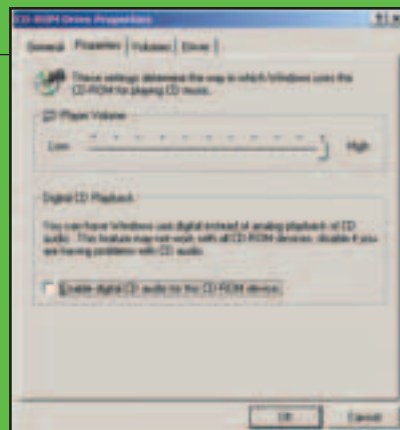 CD-ROM Drive Properties
General Properties Volumes Driver
These settings determine the way in which Windows uses the
CD-ROM for playing CD music.
CD Player Volume
Low High
Digital CD Playback
You can have Windows use digital instead of analog playback of CD
audio. This feature may not work with all CD-ROM devices; disable it if you
are having problems with CD audio.
Enable digital CD audio for this CD-ROM device.
OK Cancel